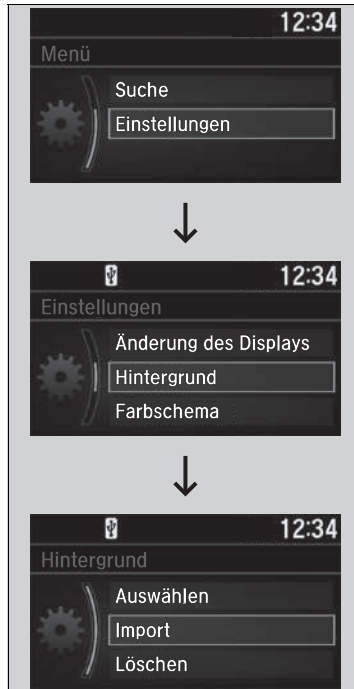 12:34
Menü
Suche
Einstellungen
12:34
Einstellungen
Änderung des Displays
Hintergrund
Farbschema
12:34
Hintergrund
Auswählen
Import
Löschen